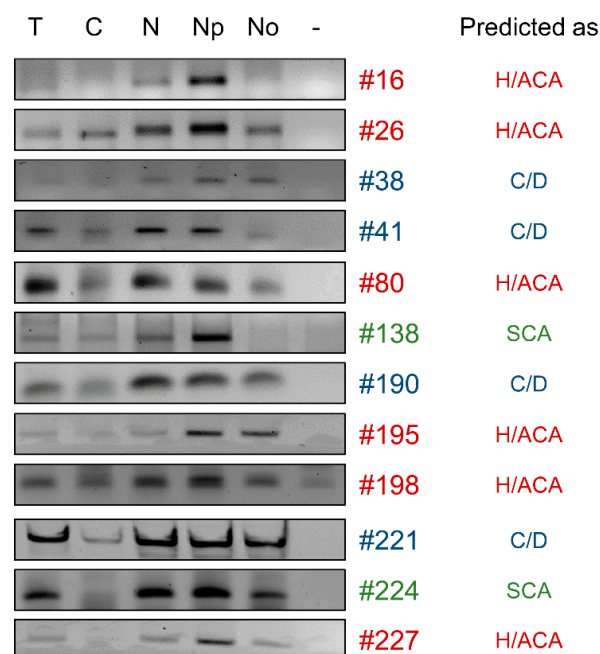 T C N Np No - Predicted as
#16 H/ACA
#26 H/ACA
#38 C/D
#41 C/D
#80 H/ACA
#138 SCA
#190 C/D
#195 H/ACA
#198 H/ACA
#221 C/D
#224 SCA
#227 H/ACA